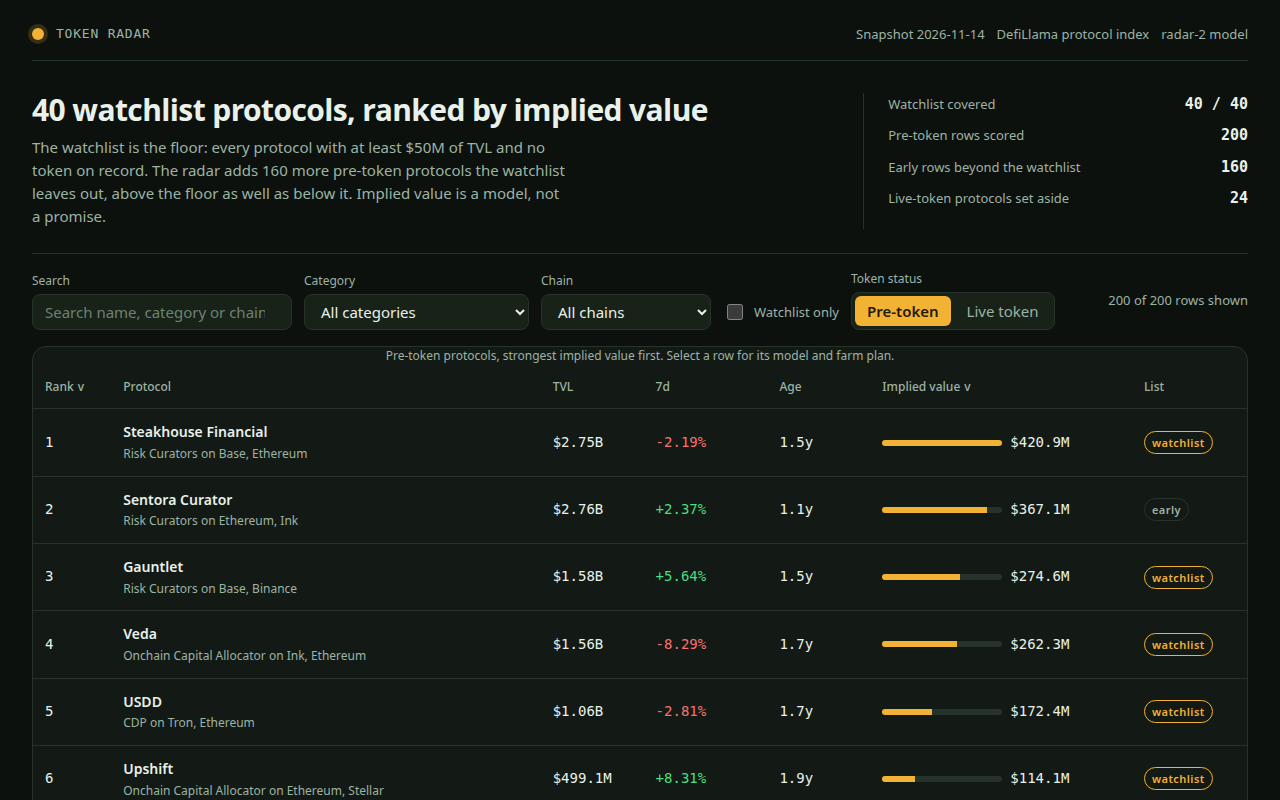 TOKEN RADAR
Snapshot 2026-11-14 DefiLlama protocol index radar-2 model
40 watchlist protocols, ranked by implied value
The watchlist is the floor: every protocol with at least $50M of TVL and no
token on record. The radar adds 160 more pre-token protocols the watchlist
leaves out, above the floor as well as below it. Implied value is a model, not
a promise.
Watchlist covered 40 / 40
Pre-token rows scored 200
Early rows beyond the watchlist 160
Live-token protocols set aside 24
Search
Search name, category or chain
Category
All categories
Chain
All chains
Watchlist only
Token status
Pre-token Live token
200 of 200 rows shown
Pre-token protocols, strongest implied value first. Select a row for its model and farm plan.
Rank v Protocol TVL 7d Age Implied value v List
1 Steakhouse Financial $2.75B -2.19% 1.5y $420.9M watchlist
Risk Curators on Base, Ethereum
2 Sentora Curator $2.76B +2.37% 1.1y $367.1M early
Risk Curators on Ethereum, Ink
3 Gauntlet $1.58B +5.64% 1.5y $274.6M watchlist
Risk Curators on Base, Binance
4 Veda $1.56B -8.29% 1.7y $262.3M watchlist
Onchain Capital Allocator on Ink, Ethereum
5 USDD $1.06B -2.81% 1.7y $172.4M watchlist
CDP on Tron, Ethereum
6 Upshift $499.1M +8.31% 1.9y $114.1M watchlist
Onchain Capital Allocator on Ethereum, Stellar